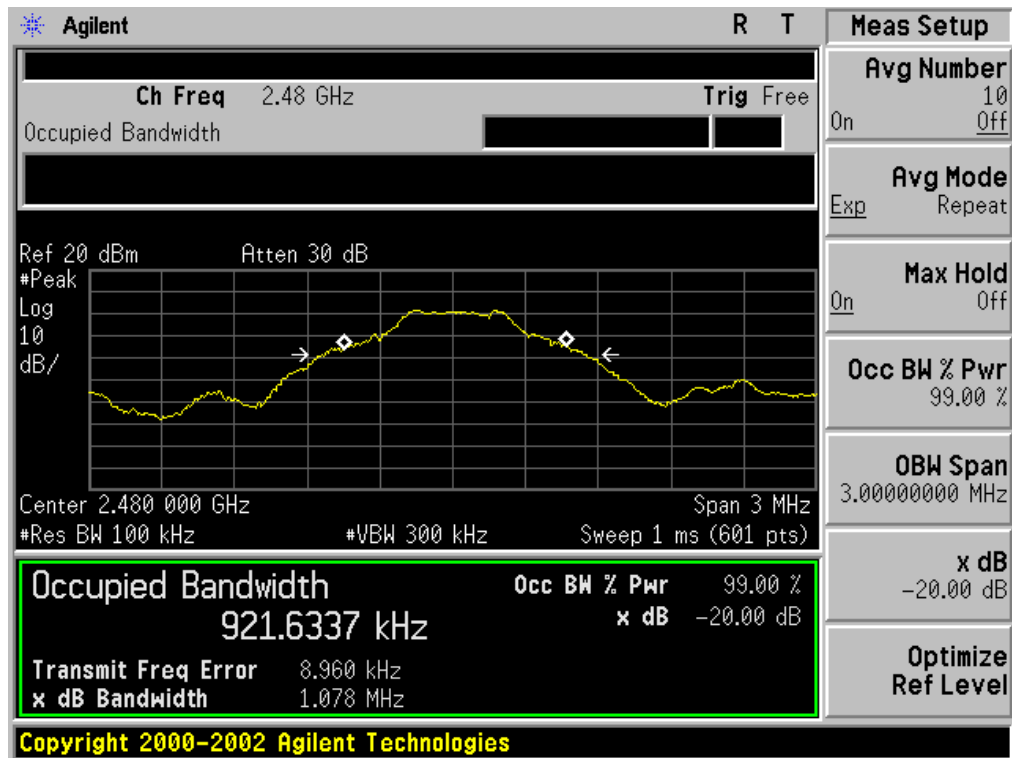 Agilent R T
Ch Freq 2.48 GHz Trig Free
Occupied Bandwidth
Ref 20 dBm Atten 30 dB
#Peak
Log
10
dB/
Center 2.480 000 GHz Span 3 MHz
#Res BW 100 kHz #VBW 300 kHz Sweep 1 ms (601 pts)
Occupied Bandwidth
921.6337 kHz
Occ BW % Pwr 99.00 %
x dB -20.00 dB
Transmit Freq Error 8.960 kHz
x dB Bandwidth 1.078 MHz
Copyright 2000-2002 Agilent Technologies
Meas Setup
Avg Number
10
On Off
Avg Mode
Exp Repeat
Max Hold
On Off
Occ BW % Pwr
99.00 %
OBW Span
3.00000000 MHz
x dB
-20.00 dB
Optimize
Ref Level